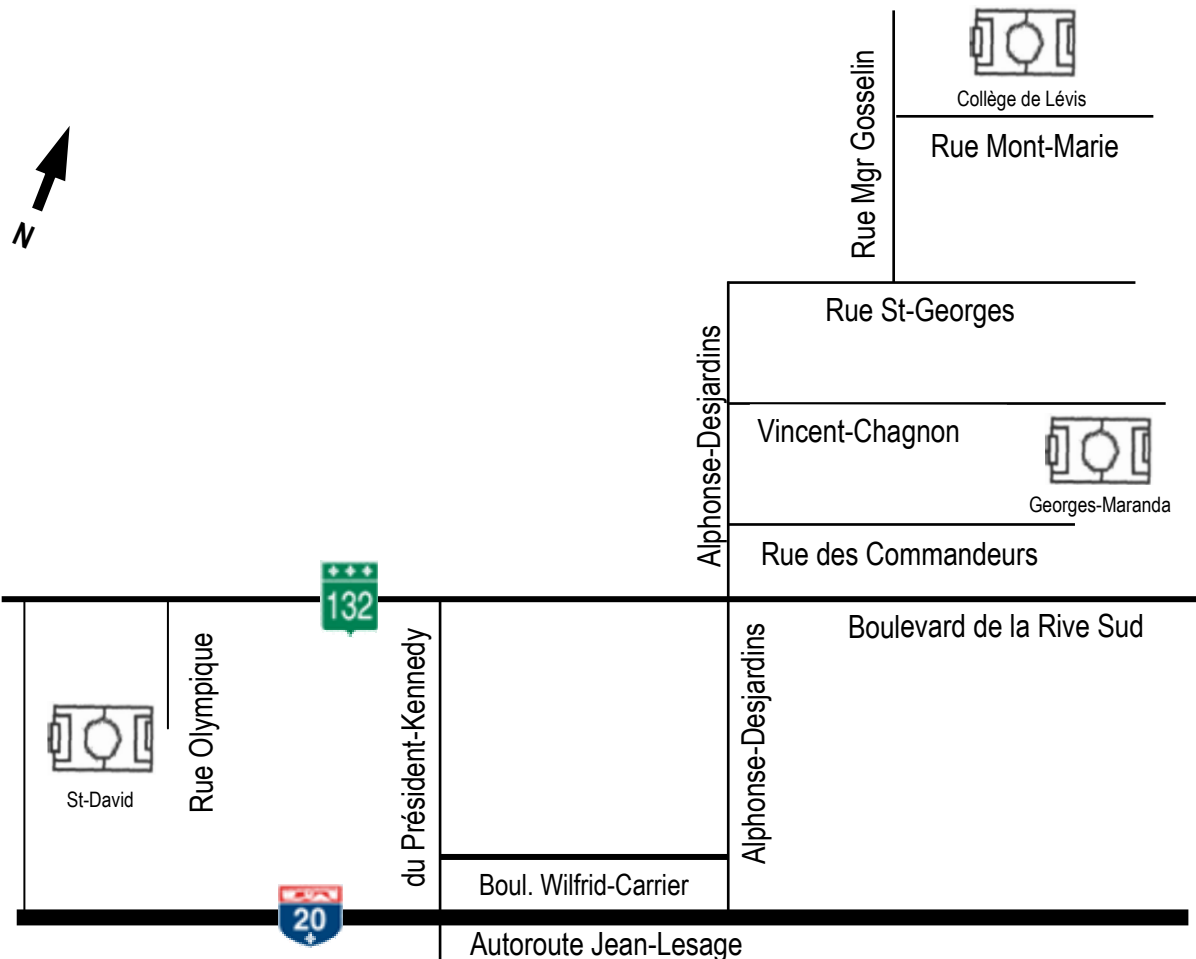 Collège de Lévis
Rue Mgr Gosselin
Rue Mont-Marie
N
Rue St-Georges
Alphonse-Desjardins
Vincent-Chagnon
Georges-Maranda
Rue des Commandeurs
132
Boulevard de la Rive Sud
Rue Olympique
du Président-Kennedy
Alphonse-Desjardins
St-David
Boul. Wilfrid-Carrier
20
Autoroute Jean-Lesage